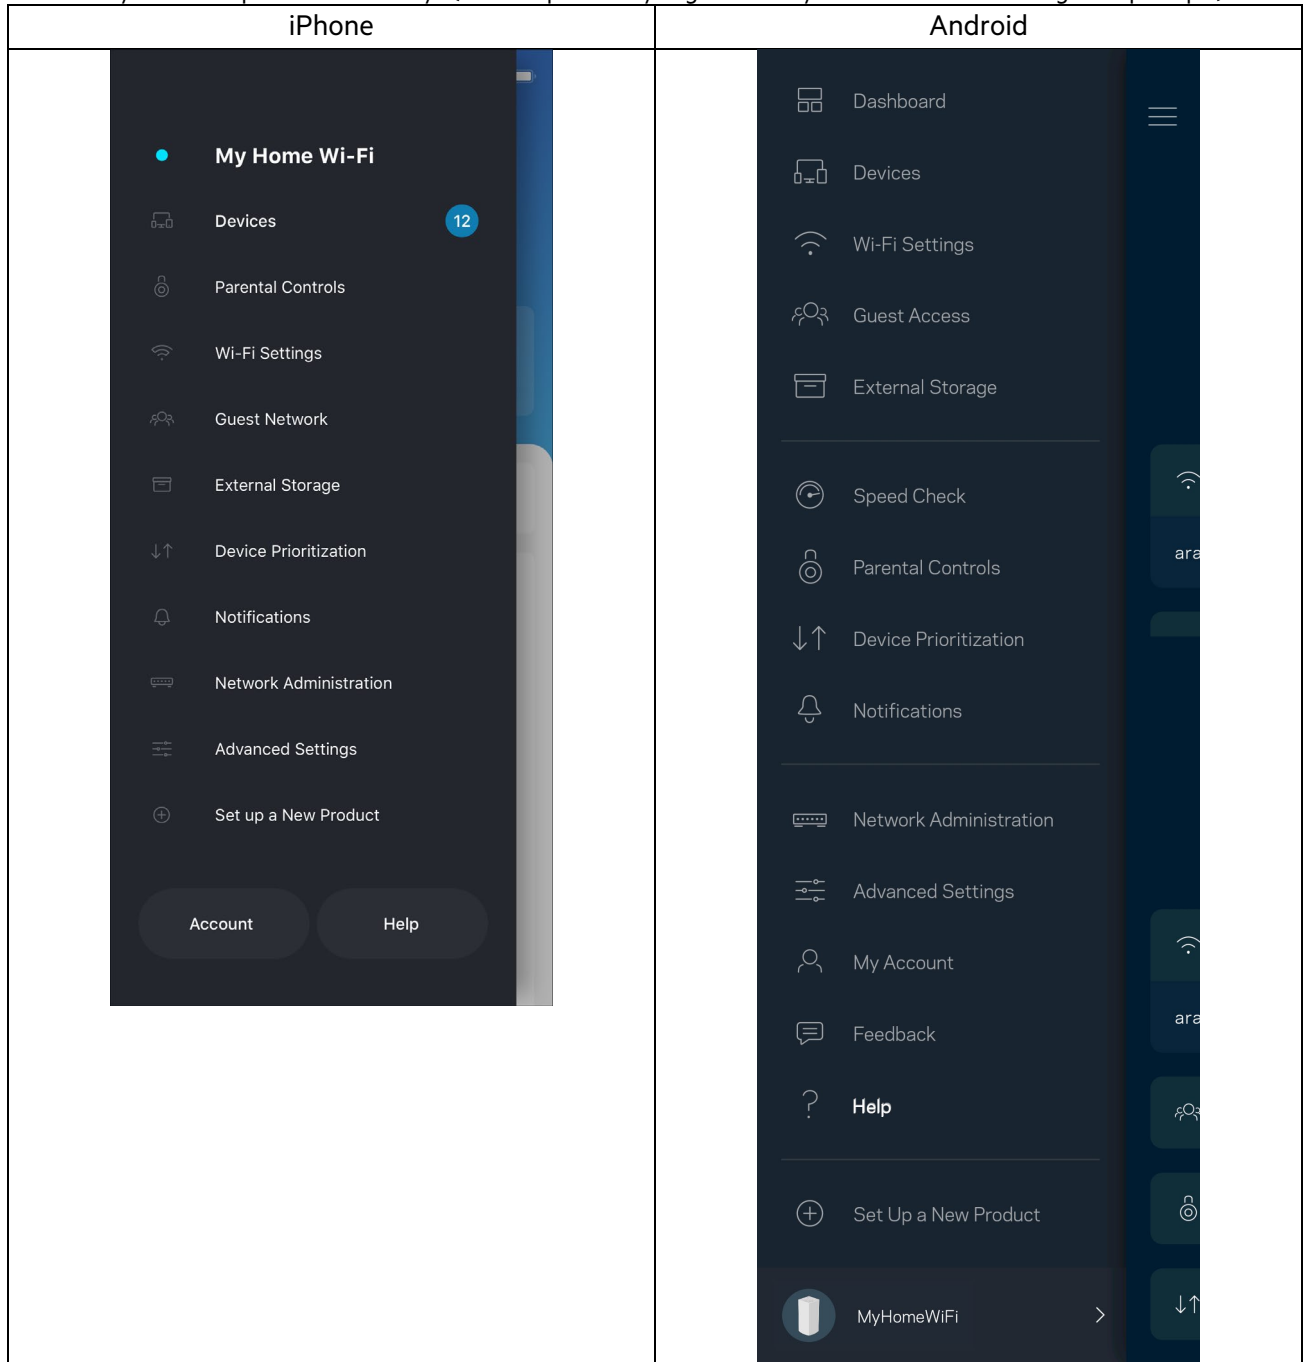 iPhone
Android
My Home Wi-Fi
Devices 12
Parental Controls
Wi-Fi Settings
Guest Network
External Storage
Device Prioritization
Notifications
Network Administration
Advanced Settings
Set up a New Product
Account
Help
Dashboard
Devices
Wi-Fi Settings
Guest Access
External Storage
Speed Check
Parental Controls
Device Prioritization
Notifications
Network Administration
Advanced Settings
My Account
Feedback
Help
Set Up a New Product
MyHomeWiFi
ara
ara